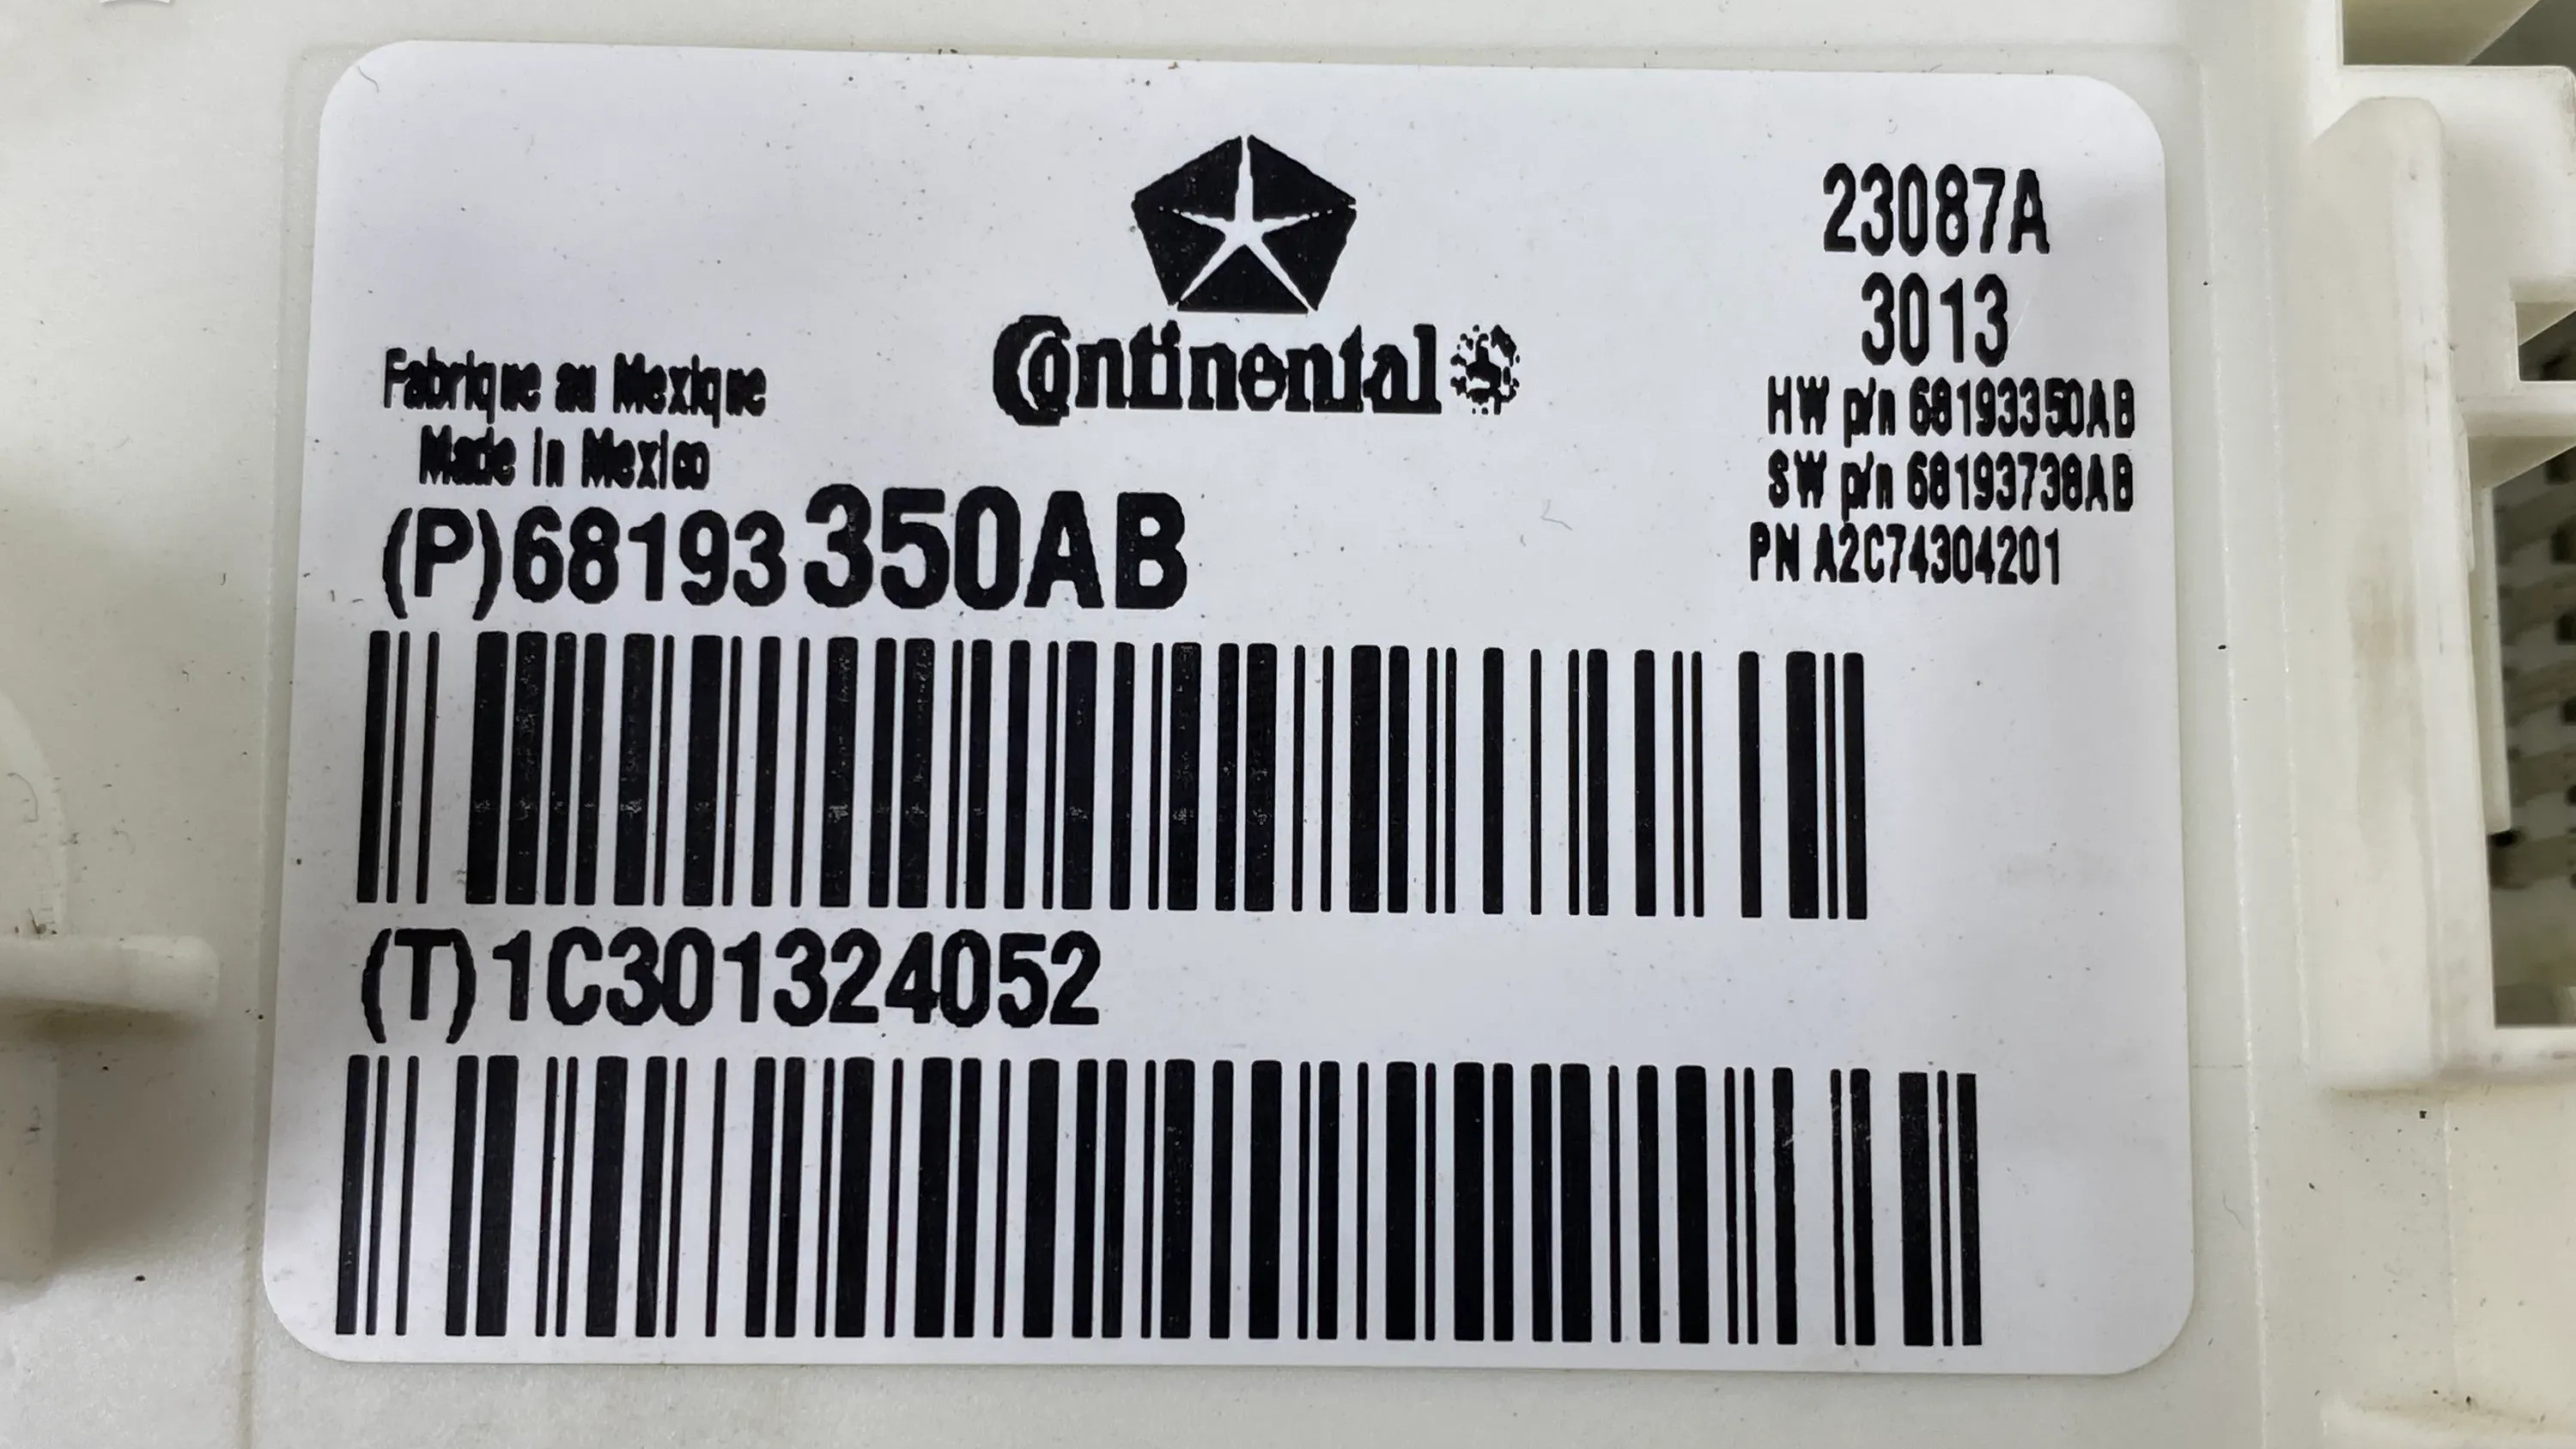 23087A
3013
Continental
Fabrique au Mexique
Made in Mexico
HW p/n 68193350AB
SW p/n 68193738AB
PN A2C74304201
(P)68193350AB
(T)1C301324052